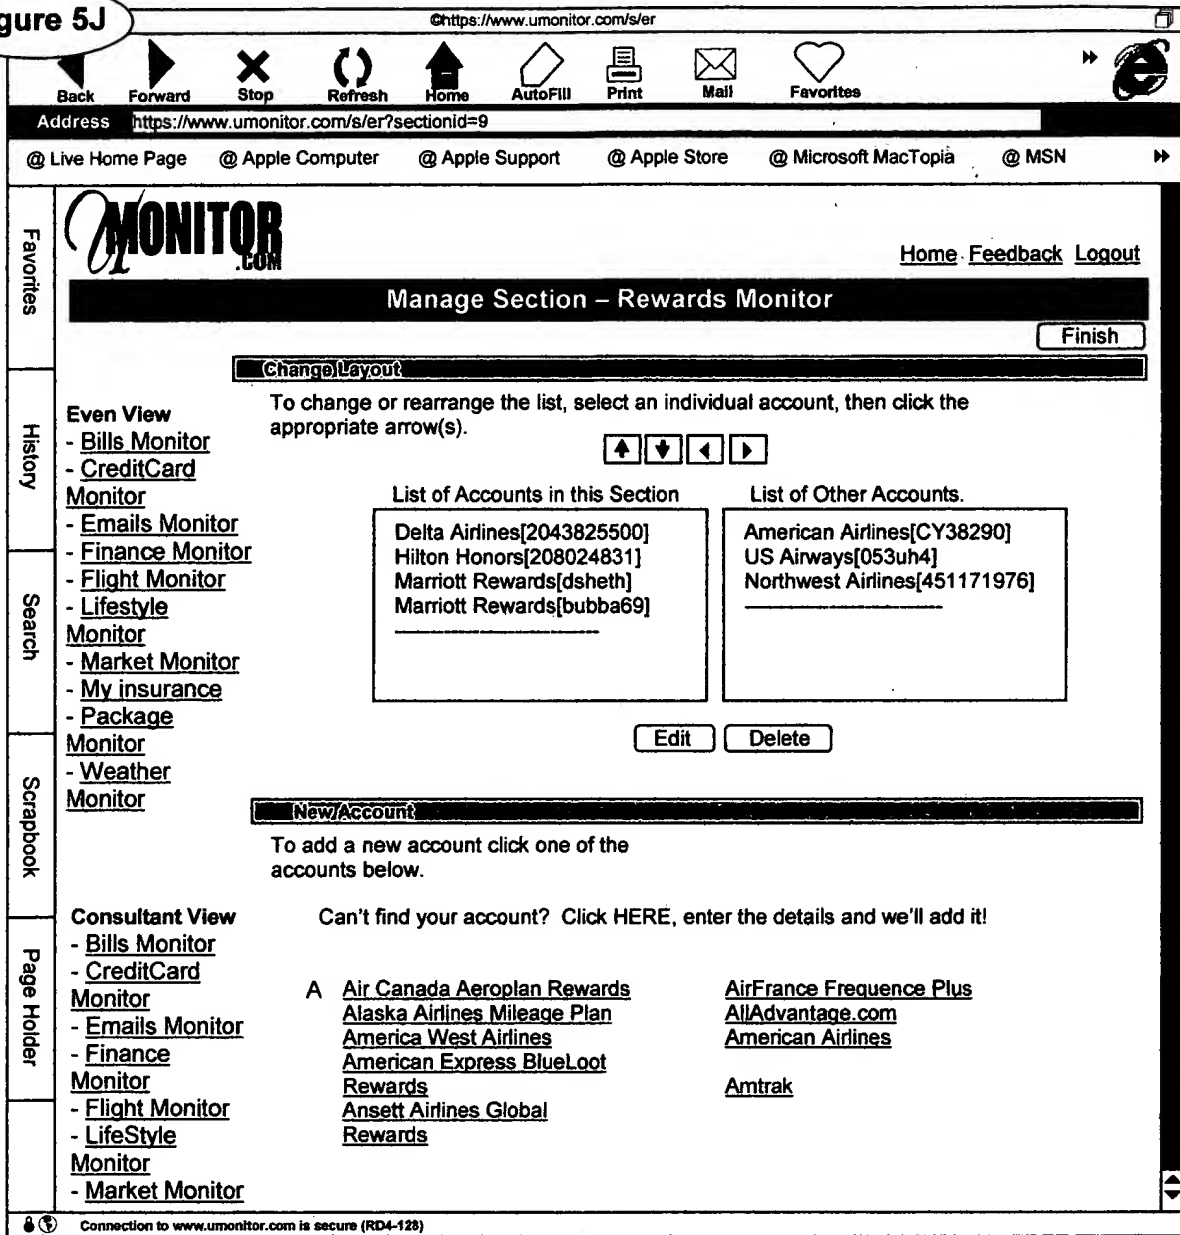 gure 5J
©https://www.umonitor.com/s/er
Back Forward Stop Refresh Home AutoFill Print Mail Favorites
Address https://www.umonitor.com/s/er?sectionid=9
@ Live Home Page @ Apple Computer @ Apple Support @ Apple Store @ Microsoft MacTopia @ MSN
Favorites
History
Search
Scrapbook
Page Holder
UMONITOR
.COM
Home Feedback Logout
Manage Section – Rewards Monitor
Finish
Change Layout
To change or rearrange the list, select an individual account, then click the
appropriate arrow(s).
Even View
- Bills Monitor
- CreditCard
Monitor
- Emails Monitor
- Finance Monitor
- Flight Monitor
- Lifestyle
Monitor
- Market Monitor
- My insurance
- Package
Monitor
- Weather
Monitor
List of Accounts in this Section
Delta Airlines[2043825500]
Hilton Honors[208024831]
Marriott Rewards[dsheth]
Marriott Rewards[bubba69]
List of Other Accounts.
American Airlines[CY38290]
US Airways[053uh4]
Northwest Airlines[451171976]
Edit Delete
New Account
To add a new account click one of the
accounts below.
Can't find your account? Click HERE, enter the details and we'll add it!
Consultant View
- Bills Monitor
- CreditCard
Monitor
- Emails Monitor
- Finance
Monitor
- Flight Monitor
- LifeStyle
Monitor
- Market Monitor
A Air Canada Aeroplan Rewards
Alaska Airlines Mileage Plan
America West Airlines
American Express BlueLoot
Rewards
Ansett Airlines Global
Rewards
AirFrance Frequence Plus
AllAdvantage.com
American Airlines
Amtrak
Connection to www.umonitor.com is secure (RD4-128)